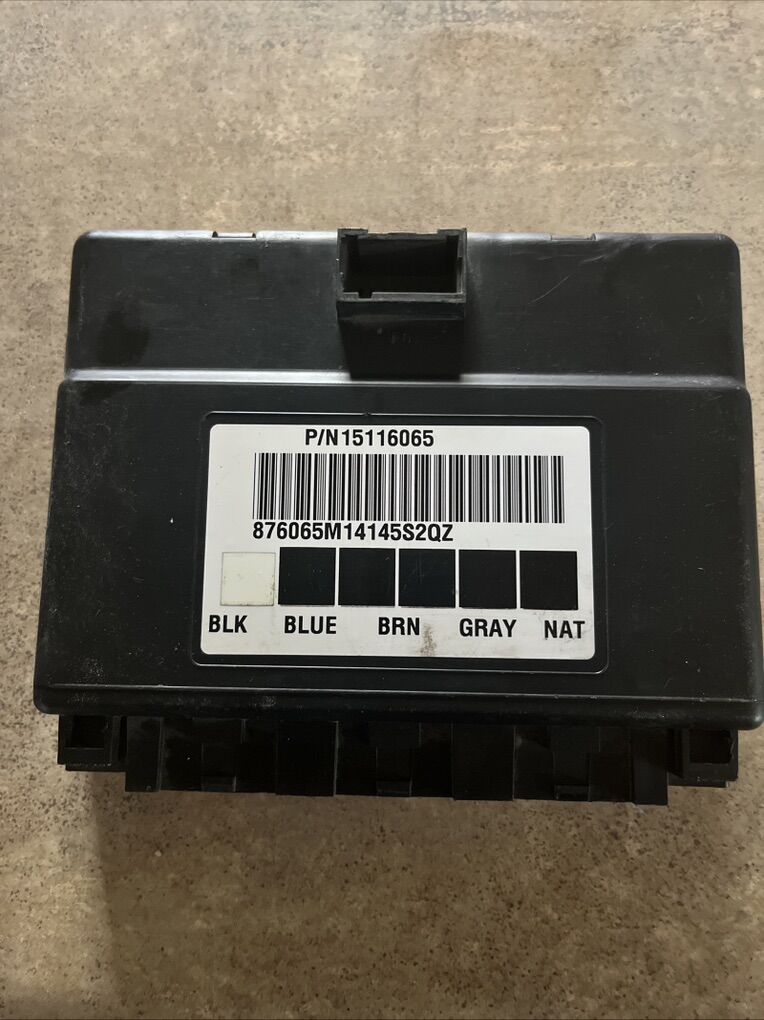 P/N15116065
876065M14145S2QZ
BLK BLUE BRN GRAY NAT